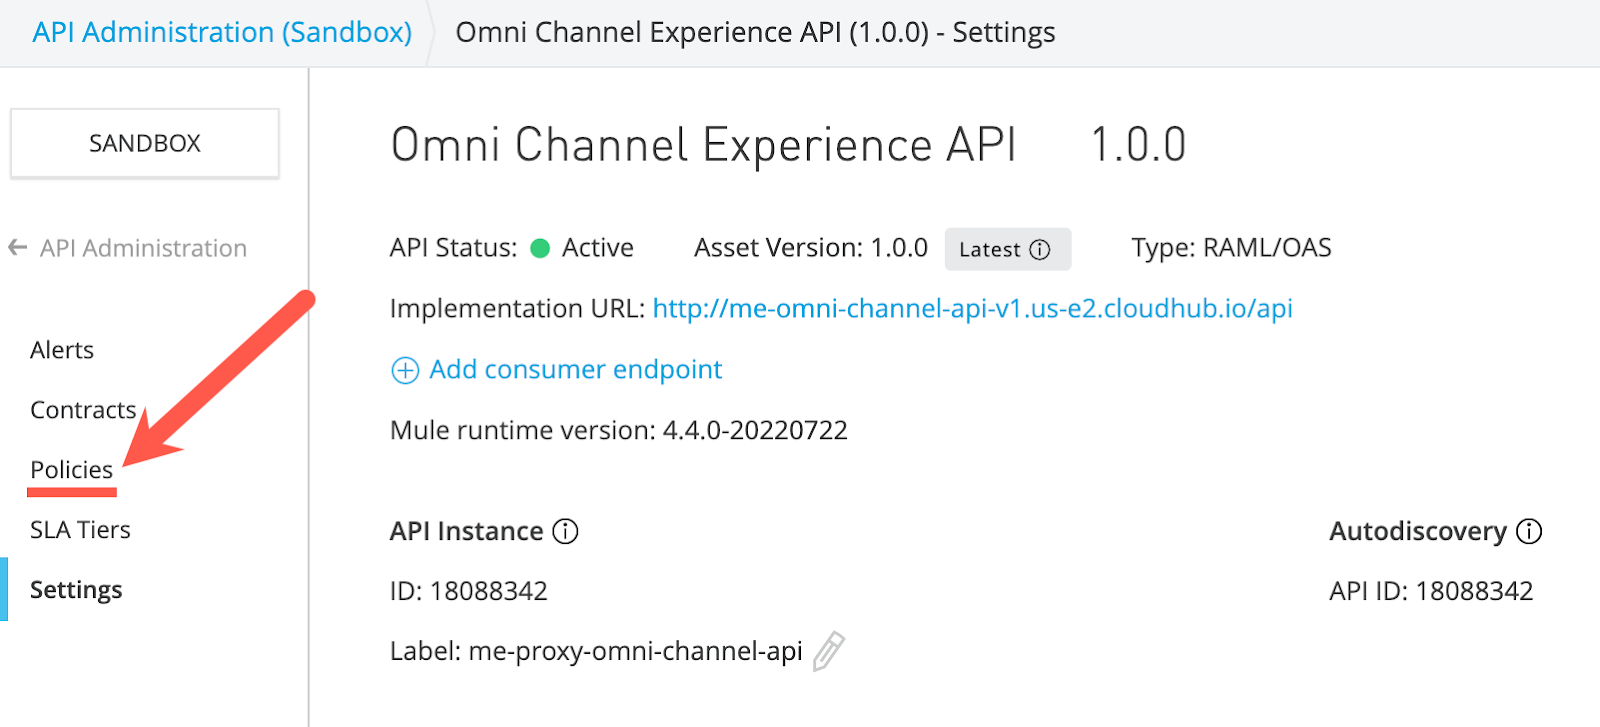 API Administration (Sandbox)
Omni Channel Experience API (1.0.0) - Settings
SANDBOX
API Administration
Alerts
Contracts
Policies
SLA Tiers
Settings
Omni Channel Experience API 1.0.0
API Status: Active Asset Version: 1.0.0 Latest Type: RAML/OAS
Implementation URL: http://me-omni-channel-api-v1.us-e2.cloudhub.io/api
Add consumer endpoint
Mule runtime version: 4.4.0-20220722
API Instance
ID: 18088342
Label: me-proxy-omni-channel-api
Autodiscovery
API ID: 18088342